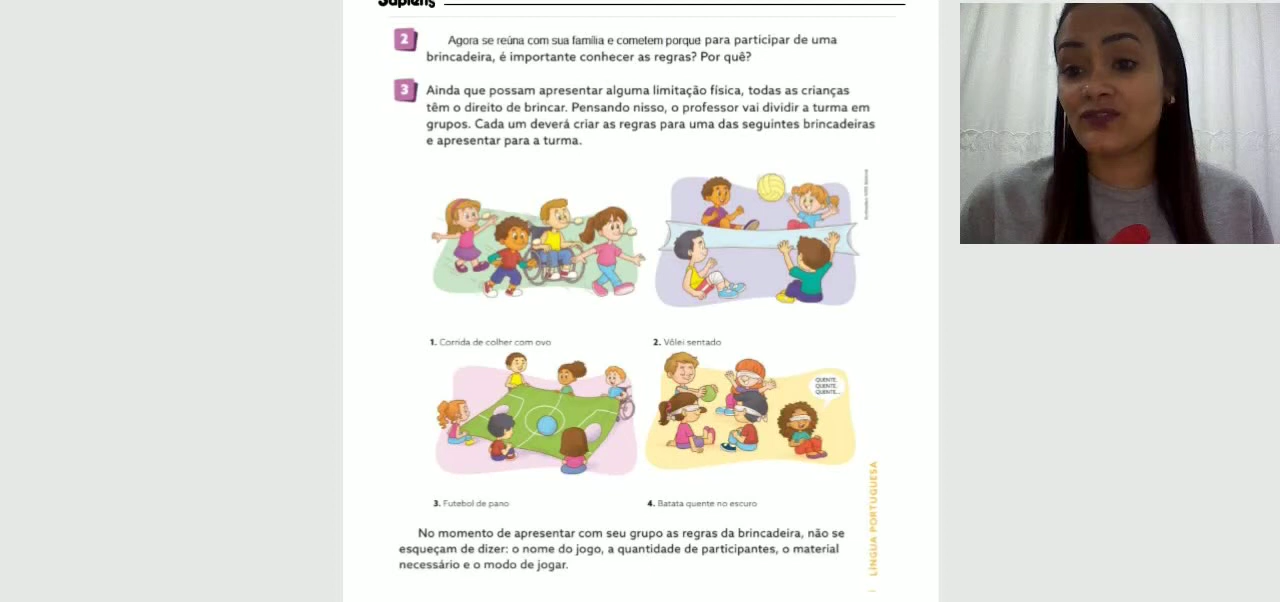 Sapiens
2
Agora se reúna com sua família e cometem porque para participar de uma
brincadeira, é importante conhecer as regras? Por quê?
3
Ainda que possam apresentar alguma limitação física, todas as crianças
têm o direito de brincar. Pensando nisso, o professor vai dividir a turma em
grupos. Cada um deverá criar as regras para uma das seguintes brincadeiras
e apresentar para a turma.
1. Corrida de colher com ovo
2. Vôlei sentado
QUENTE,
QUENTE,
QUENTE...
3. Futebol de pano
4. Batata quente no escuro
No momento de apresentar com seu grupo as regras da brincadeira, não se
esqueçam de dizer: o nome do jogo, a quantidade de participantes, o material
necessário e o modo de jogar.
LÍNGUA PORTUGUESA